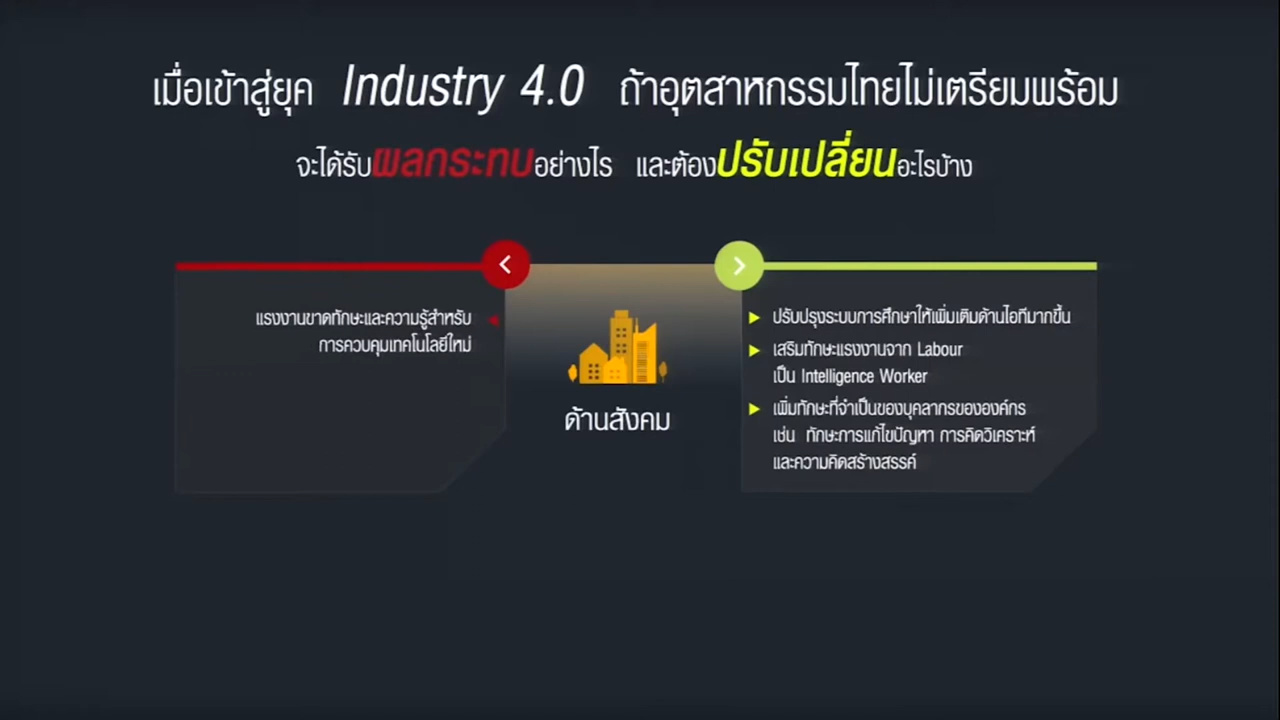 เมื่อเข้าสู่ยุค Industry 4.0 ถ้าอุตสาหกรรมไทยไม่เตรียมพร้อม
จะได้รับผลกระทบอย่างไร และต้องปรับเปลี่ยนอะไรบ้าง
แรงงานขาดทักษะและความรู้สำหรับ
การควบคุมเทคโนโลยีใหม่
ด้านสังคม
ปรับปรุงระบบการศึกษาให้เพิ่มเติมด้านไอทีมากขึ้น
เสริมทักษะแรงงานจาก Labour
เป็น Intelligence Worker
เพิ่มทักษะที่จำเป็นของบุคลากรขององค์กร
เช่น ทักษะการแก้ไขปัญหา การคิดวิเคราะห์
และความคิดสร้างสรรค์